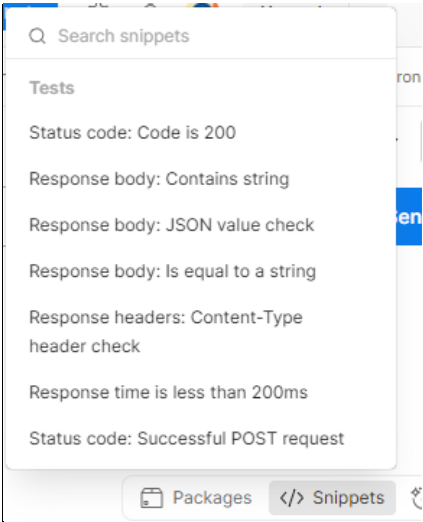 Search snippets
Tests
Status code: Code is 200
Response body: Contains string
Response body: JSON value check
Response body: Is equal to a string
Response headers: Content-Type
header check
Response time is less than 200ms
Status code: Successful POST request
Packages </> Snippets